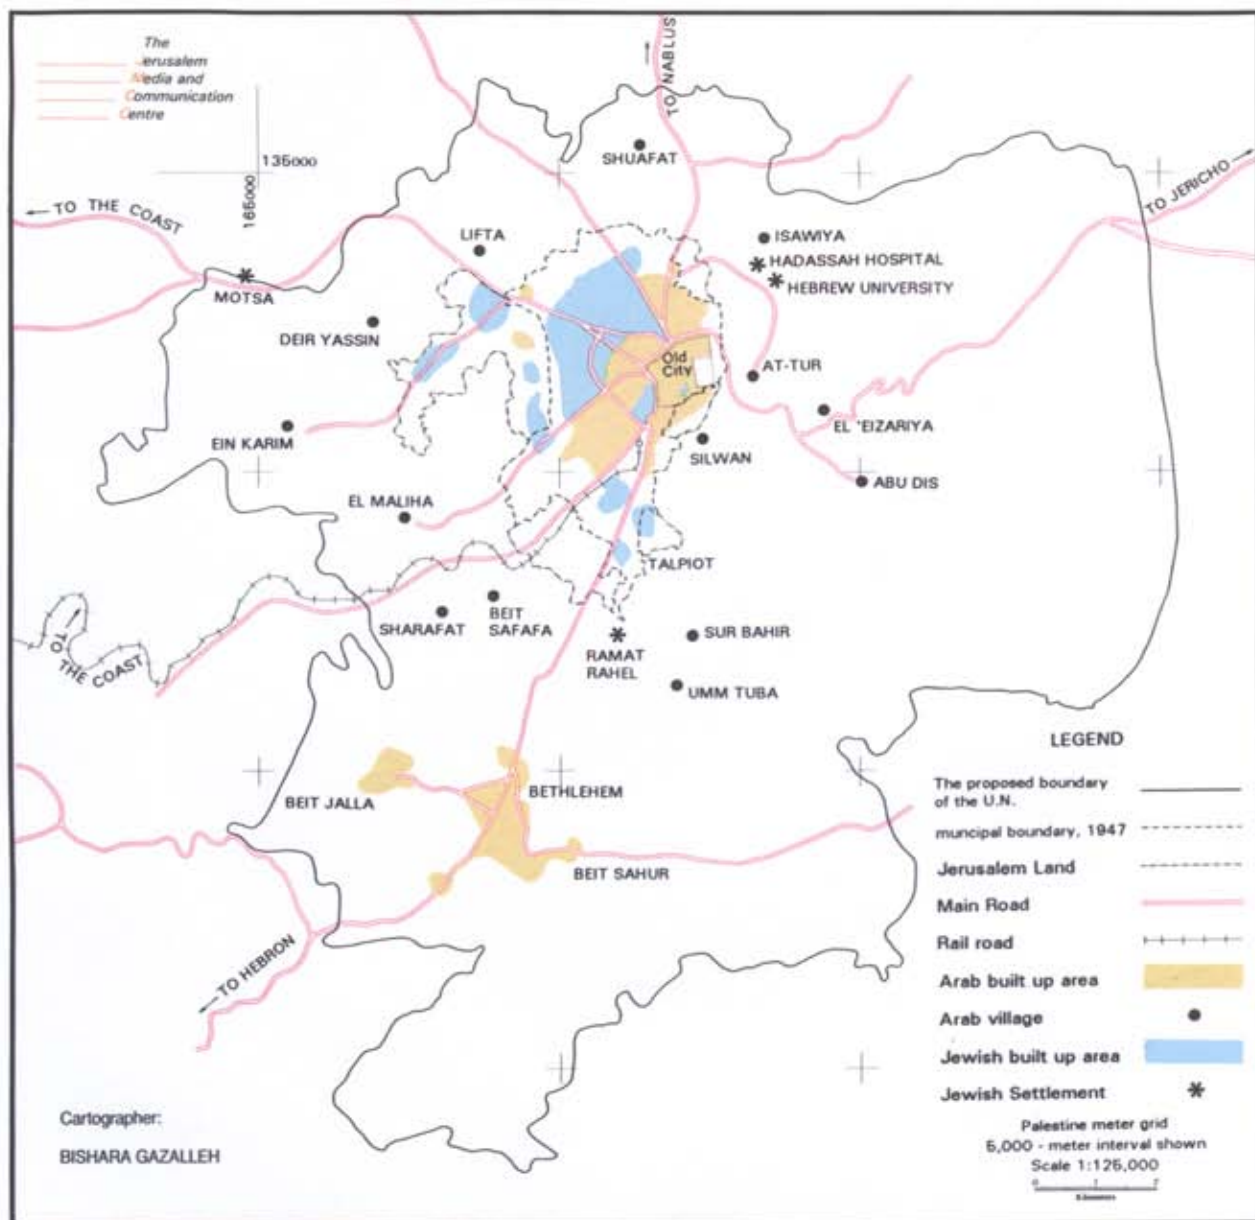 The
Jerusalem
Media and
Communication
Centre
135000
165000
TO NABLUS
SHUAFAT
TO JERICHO
TO THE COAST
LIFTA
ISAWIYA
HADASSAH HOSPITAL
HEBREW UNIVERSITY
MOTSA
DEIR YASSIN
Old
City
AT-TUR
EL 'EIZARIYA
EIN KARIM
SILWAN
ABU DIS
EL MALIHA
TALPIOT
SHARAFAT
BEIT
SAFAFA
TO THE COAST
RAMAT
RAHEL
SUR BAHIR
UMM TUBA
BEIT JALLA
BETHLEHEM
BEIT SAHUR
TO HEBRON
LEGEND
The proposed boundary
of the U.N.
muncipal boundary, 1947
Jerusalem Land
Main Road
Rail road
Arab built up area
Arab village
Jewish built up area
Jewish Settlement
Palestine meter grid
5,000 - meter interval shown
Scale 1:125,000
0
Cartographer:
BISHARA GAZALLEH